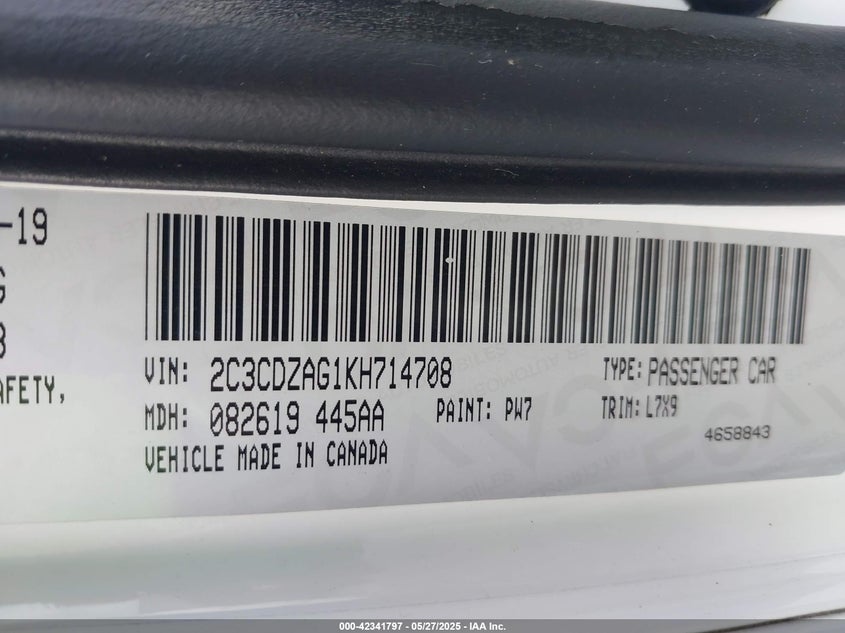 -19
G
8
AFETY,
VIN: 2C3CDZAG1KH714708
TYPE: PASSENGER CAR
MDH: 082619 445AA
PAINT: PW7
TRIM: L7X9
4658843
VEHICLE MADE IN CANADA
000-42341797 — 05/27/2025 — IAA Inc.